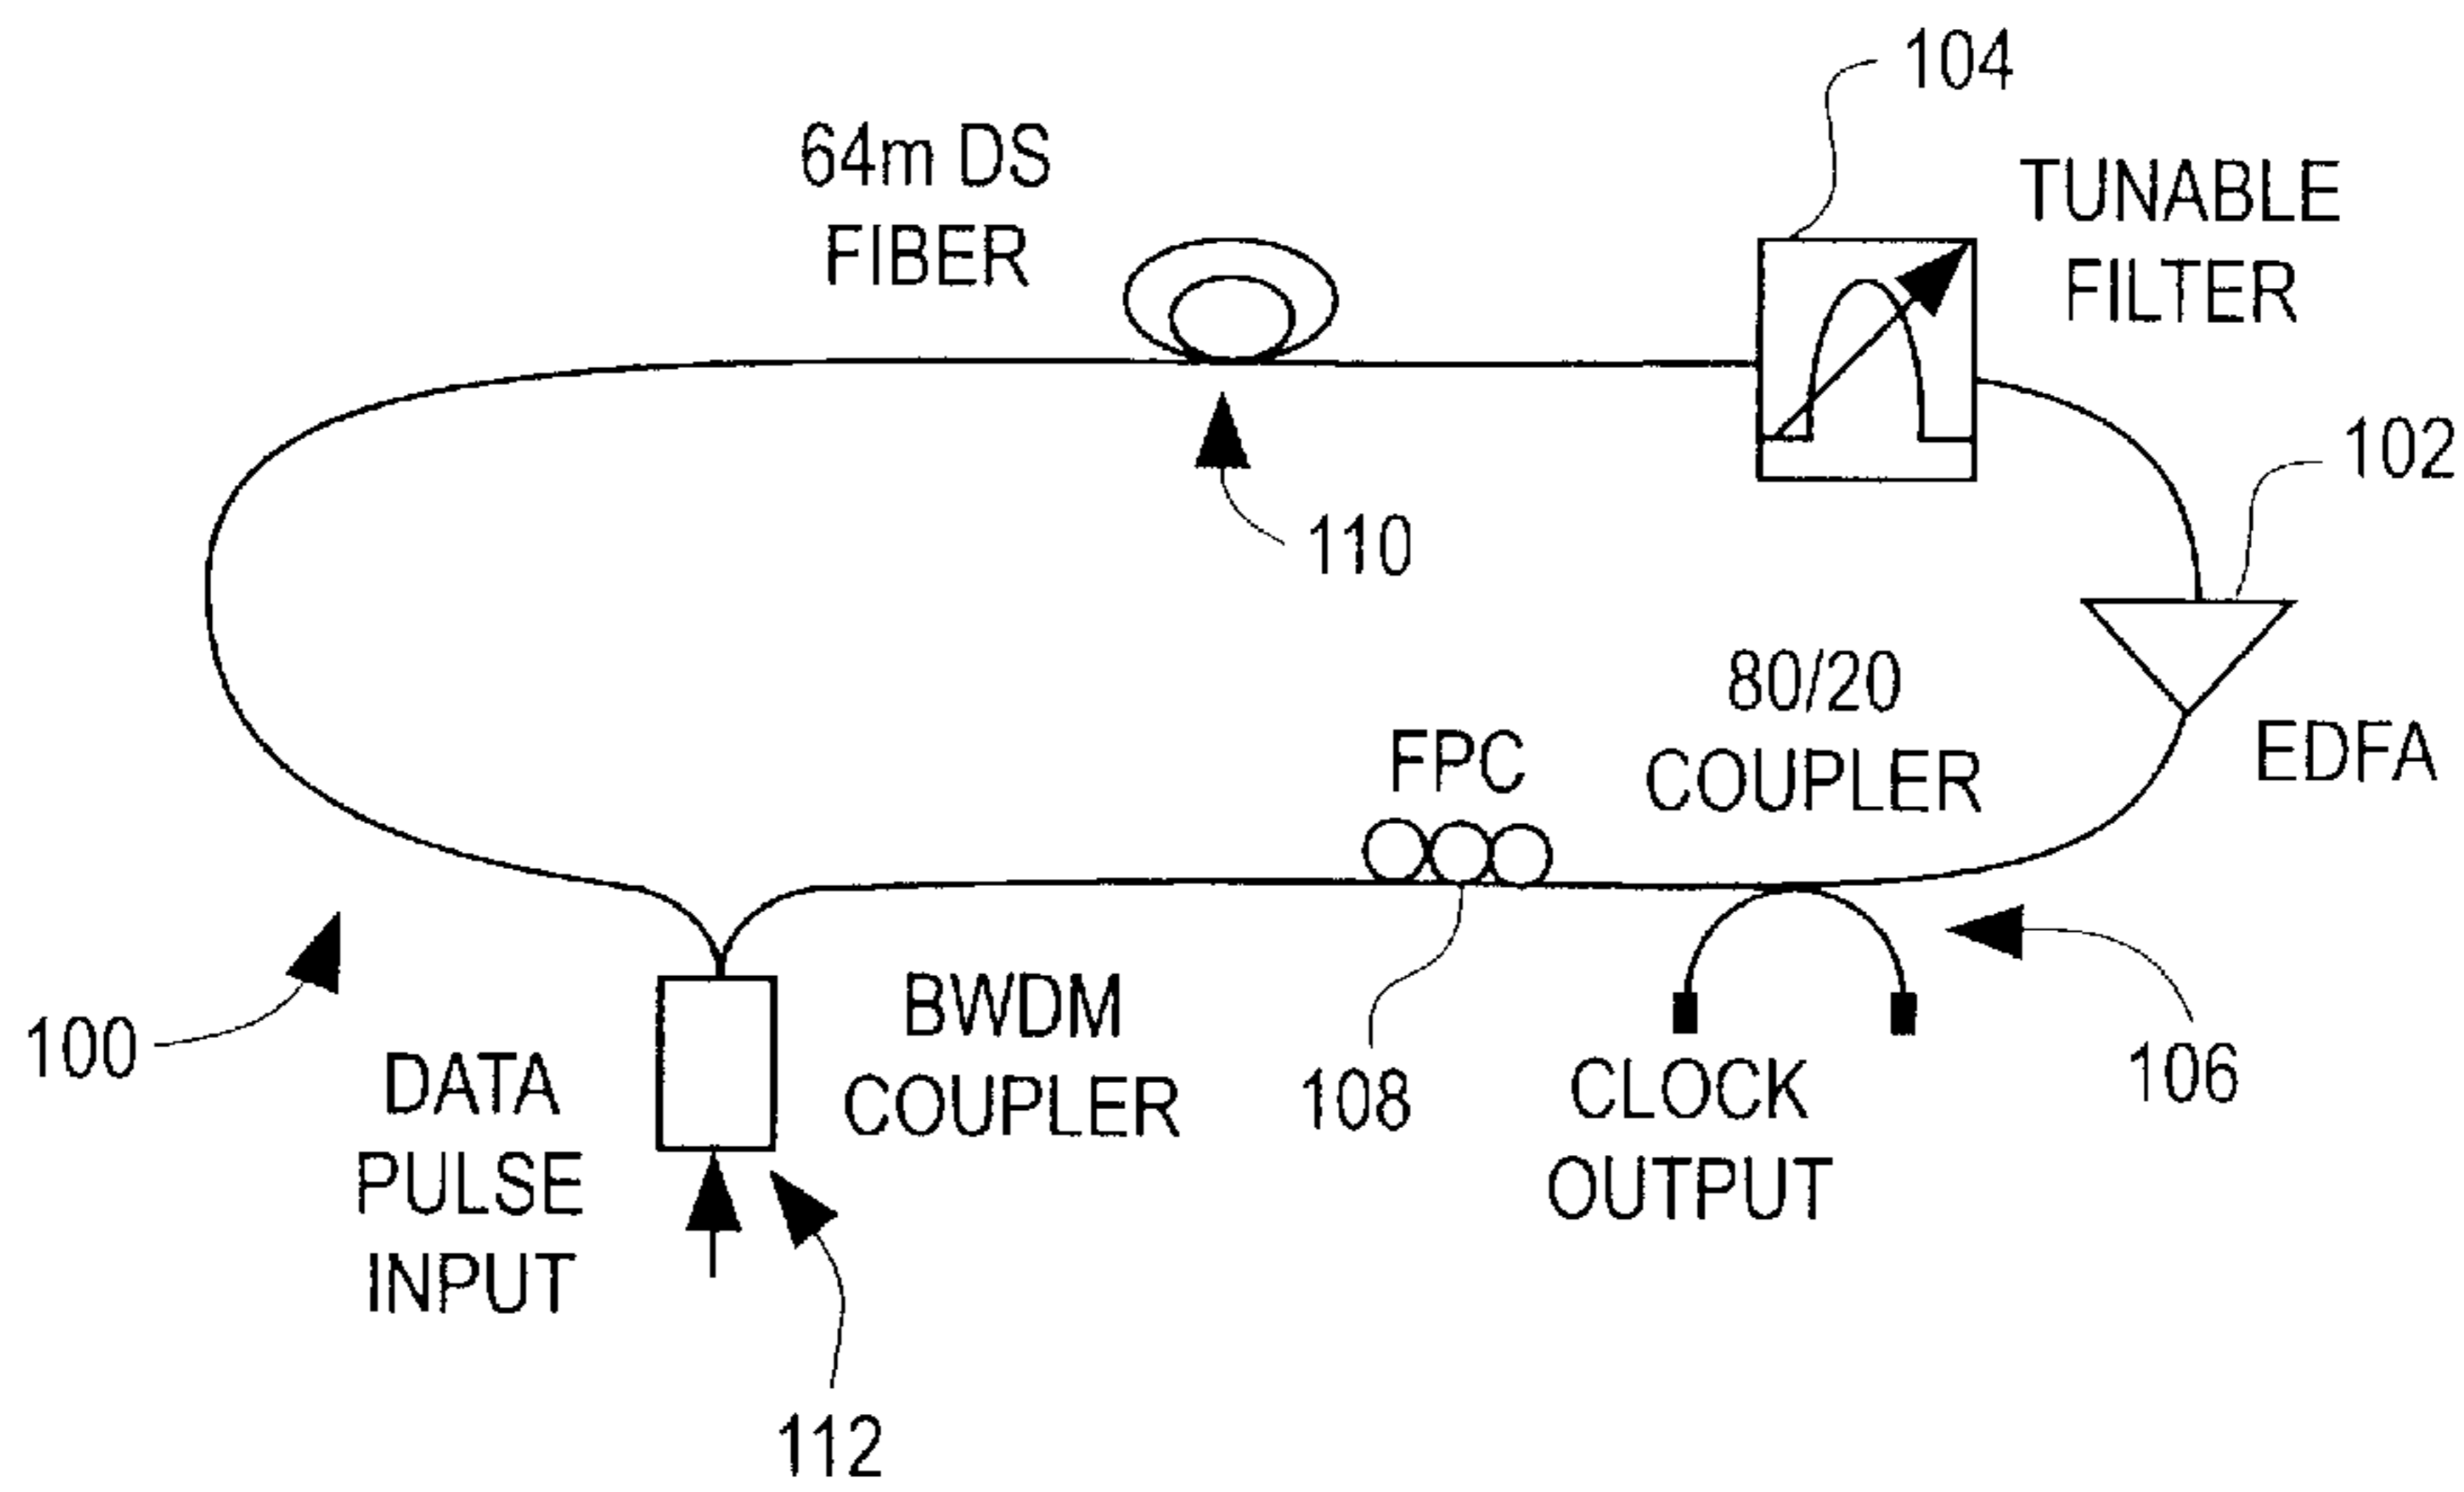 104
64m DS
FIBER
TUNABLE
FILTER
102
110
80/20
COUPLER
FPC
EDFA
100
DATA
PULSE
INPUT
BWDM
COUPLER
108
CLOCK
OUTPUT
106
112